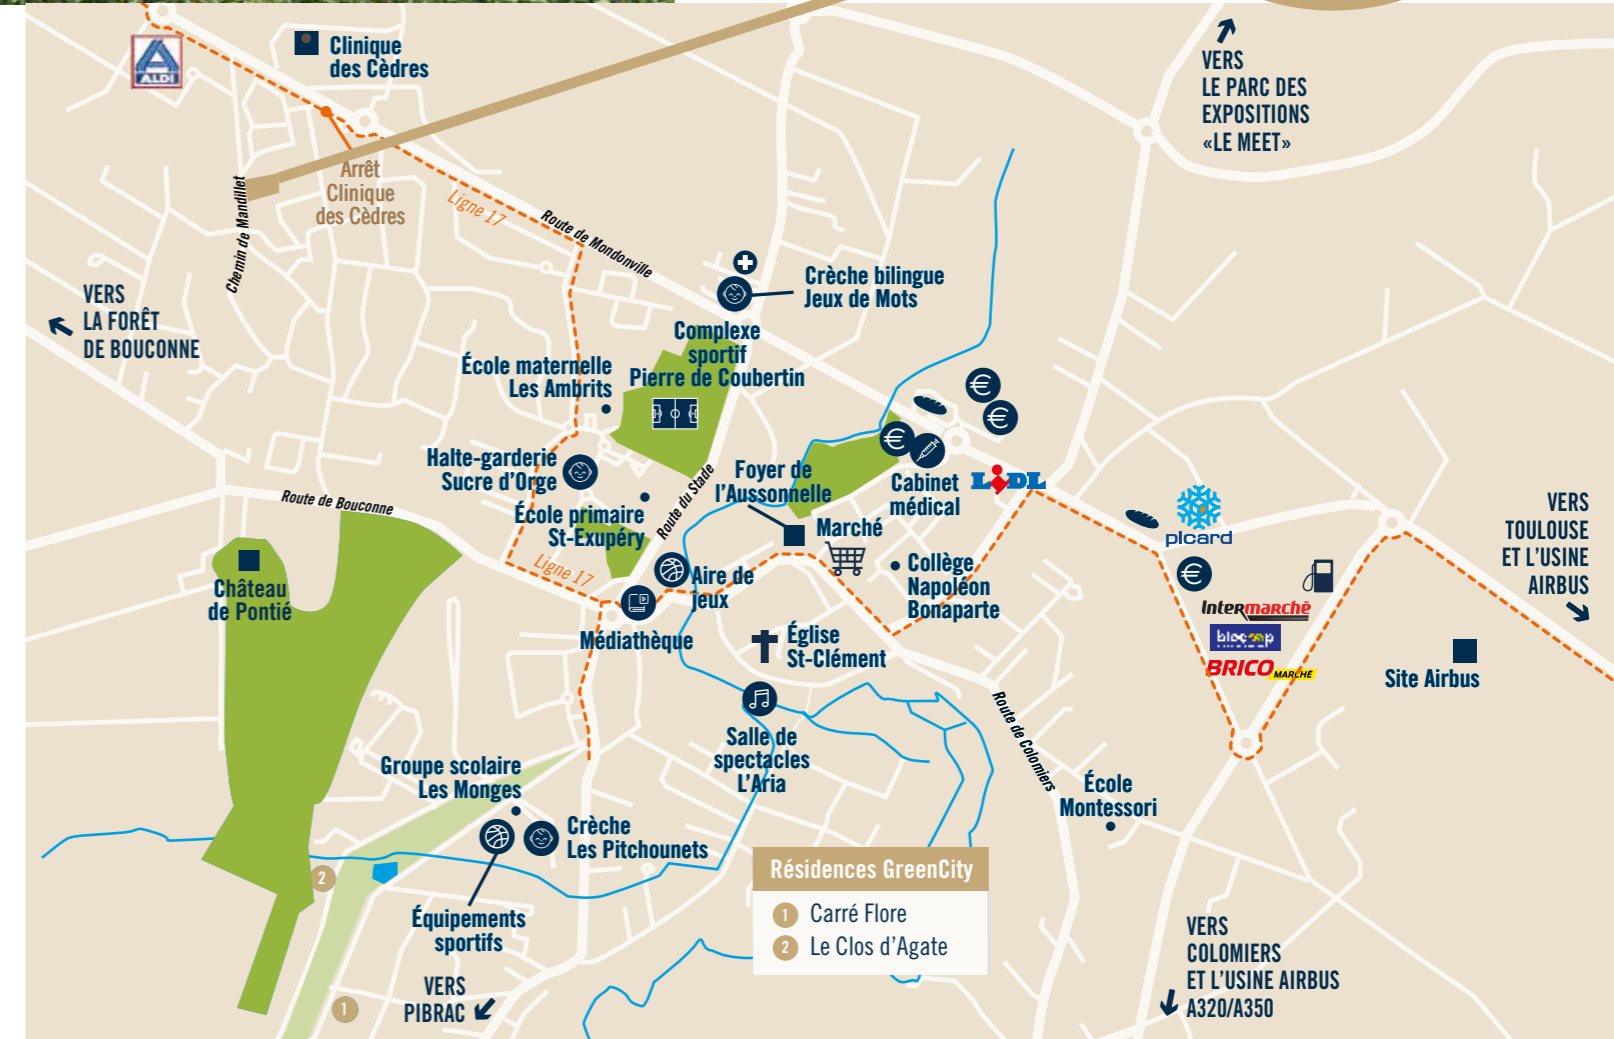 ALDI
Clinique
des Cèdres
VERS
LE PARC DES
EXPOSITIONS
«LE MEET»
Arrêt
Clinique
des Cèdres
Ligne 17
Route de Mondonville
Chemin de Mandillet
VERS
LA FORÊT
DE BOUCONNE
Crèche bilingue
Jeux de Mots
Complexe
sportif
Pierre de Coubertin
École maternelle
Les Ambrits
€
€
€
Halte-garderie
Sucre d'Orge
Route du Stade
Foyer de
l'Aussonnelle
Cabinet
médical
LiDL
Route de Bouconne
École primaire
St-Exupéry
Marché
picard
VERS
TOULOUSE
ET L'USINE
AIRBUS
Château
de Pontié
Ligne 17
Aire de
jeux
Collège
Napoléon
Bonaparte
€
Intermarché
biocoop
BRICO MARCHÉ
Médiathèque
Église
St-Clément
Site Airbus
Salle de
spectacles
L'Aria
Route de Colomiers
Groupe scolaire
Les Monges
École
Montessori
Crèche
Les Pitchounets
2
Équipements
sportifs
Résidences GreenCity
1 Carré Flore
2 Le Clos d'Agate
VERS
PIBRAC
1
VERS
COLOMIERS
ET L'USINE AIRBUS
A320/A350